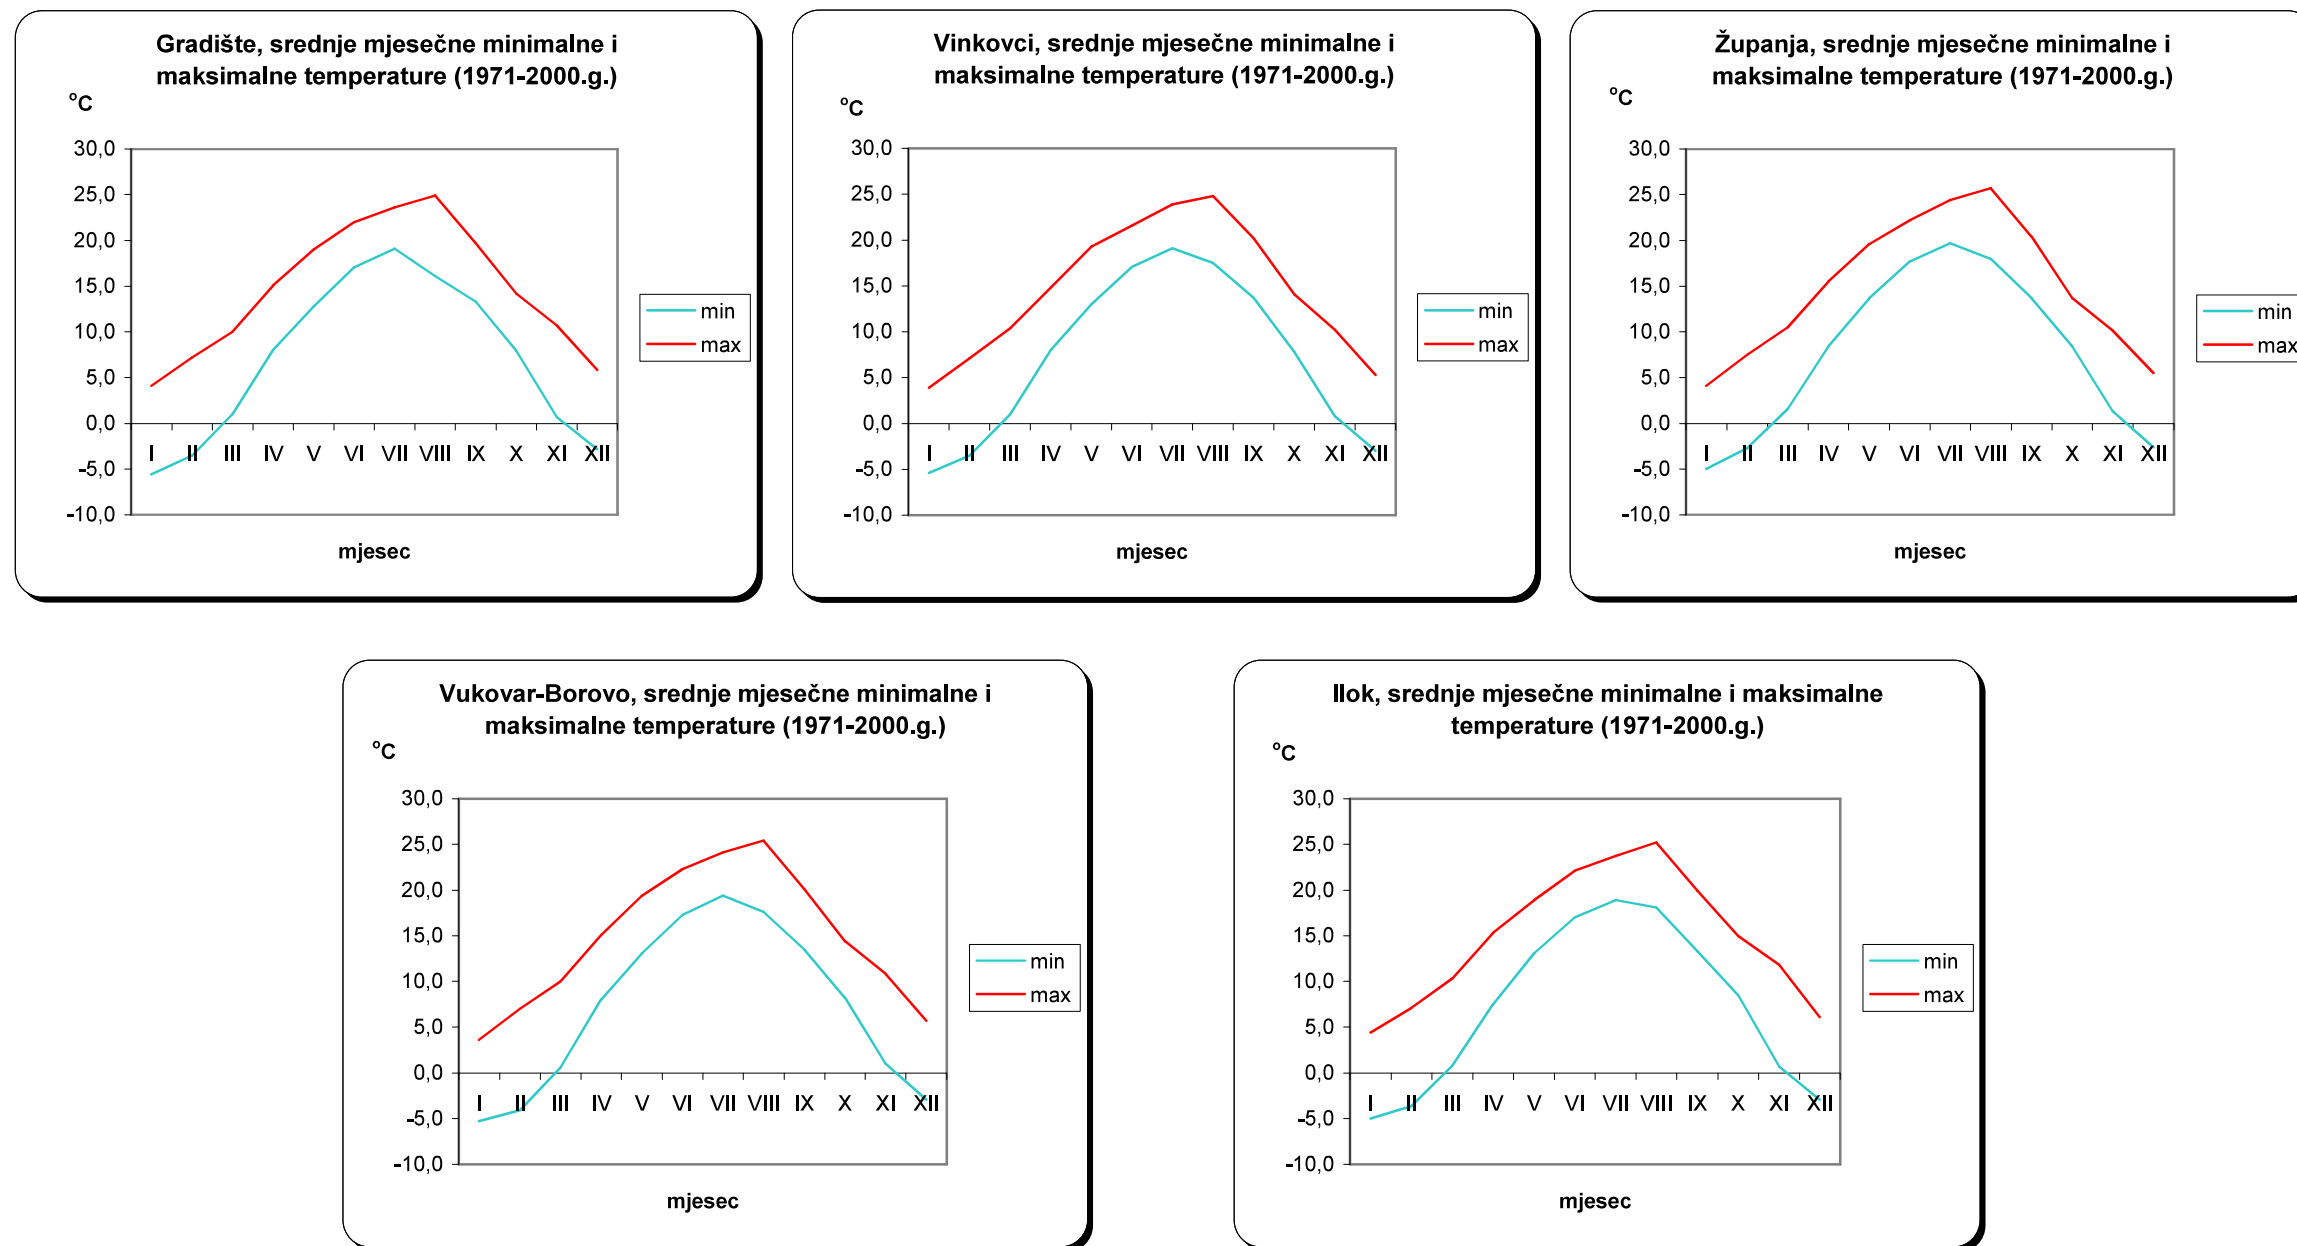 Gradište, srednje mjesečne minimalne i
maksimalne temperature (1971-2000.g.)
oC
30,0
25,0
20,0
15,0
10,0
5,0
0,0
-5,0
-10,0
I II III IV V VI VII VIII IX X XI XII
mjesec
min
max
Vinkovci, srednje mjesečne minimalne i
maksimalne temperature (1971-2000.g.)
oC
30,0
25,0
20,0
15,0
10,0
5,0
0,0
-5,0
-10,0
I II III IV V VI VII VIII IX X XI XII
mjesec
min
max
Županja, srednje mjesečne minimalne i
maksimalne temperature (1971-2000.g.)
oC
30,0
25,0
20,0
15,0
10,0
5,0
0,0
-5,0
-10,0
I II III IV V VI VII VIII IX X XI XII
mjesec
min
max
Vukovar-Borovo, srednje mjesečne minimalne i
maksimalne temperature (1971-2000.g.)
oC
30,0
25,0
20,0
15,0
10,0
5,0
0,0
-5,0
-10,0
I II III IV V VI VII VIII IX X XI XII
mjesec
min
max
Ilok, srednje mjesečne minimalne i maksimalne
temperature (1971-2000.g.)
oC
30,0
25,0
20,0
15,0
10,0
5,0
0,0
-5,0
-10,0
I II III IV V VI VII VIII IX X XI XII
mjesec
min
max